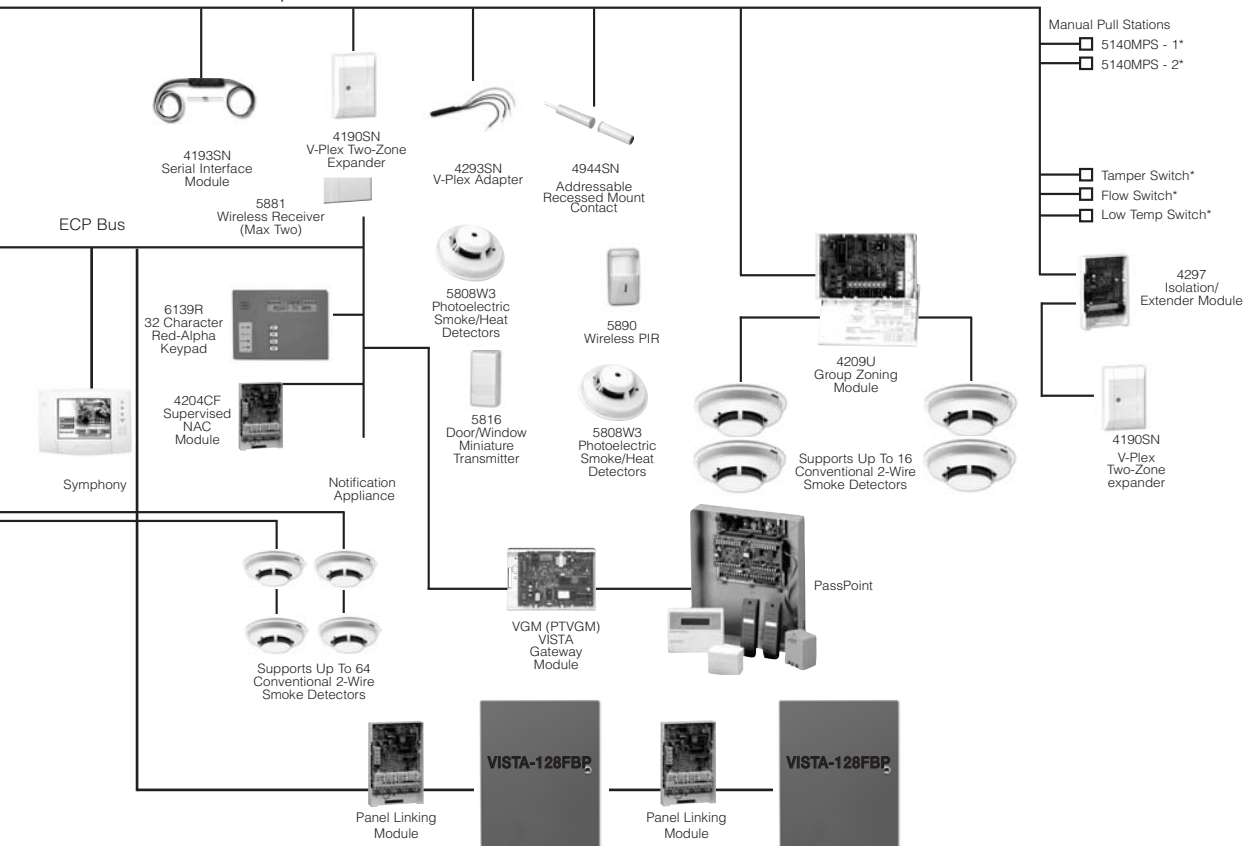 Manual Pull Stations
5140MPS - 1*
5140MPS - 2*
4193SN
Serial Interface
Module
4190SN
V-Plex Two-Zone
Expander
4293SN
V-Plex Adapter
4944SN
Addressable
Recessed Mount
Contact
Tamper Switch*
Flow Switch*
Low Temp Switch*
5881
Wireless Receiver
(Max Two)
ECP Bus
4297
Isolation/
Extender Module
6139R
32 Character
Red-Alpha
Keypad
5808W3
Photoelectric
Smoke/Heat
Detectors
5890
Wireless PIR
4209U
Group Zoning
Module
4204CF
Supervised
NAC
Module
5816
Door/Window
Miniature
Transmitter
5808W3
Photoelectric
Smoke/Heat
Detectors
Supports Up To 16
Conventional 2-Wire
Smoke Detectors
4190SN
V-Plex
Two-Zone
expander
Symphony
Notification
Appliance
PassPoint
VGM (PTVGM)
VISTA
Gateway
Module
Supports Up To 64
Conventional 2-Wire
Smoke Detectors
VISTA-128FBP
VISTA-128FBP
Panel Linking
Module
Panel Linking
Module